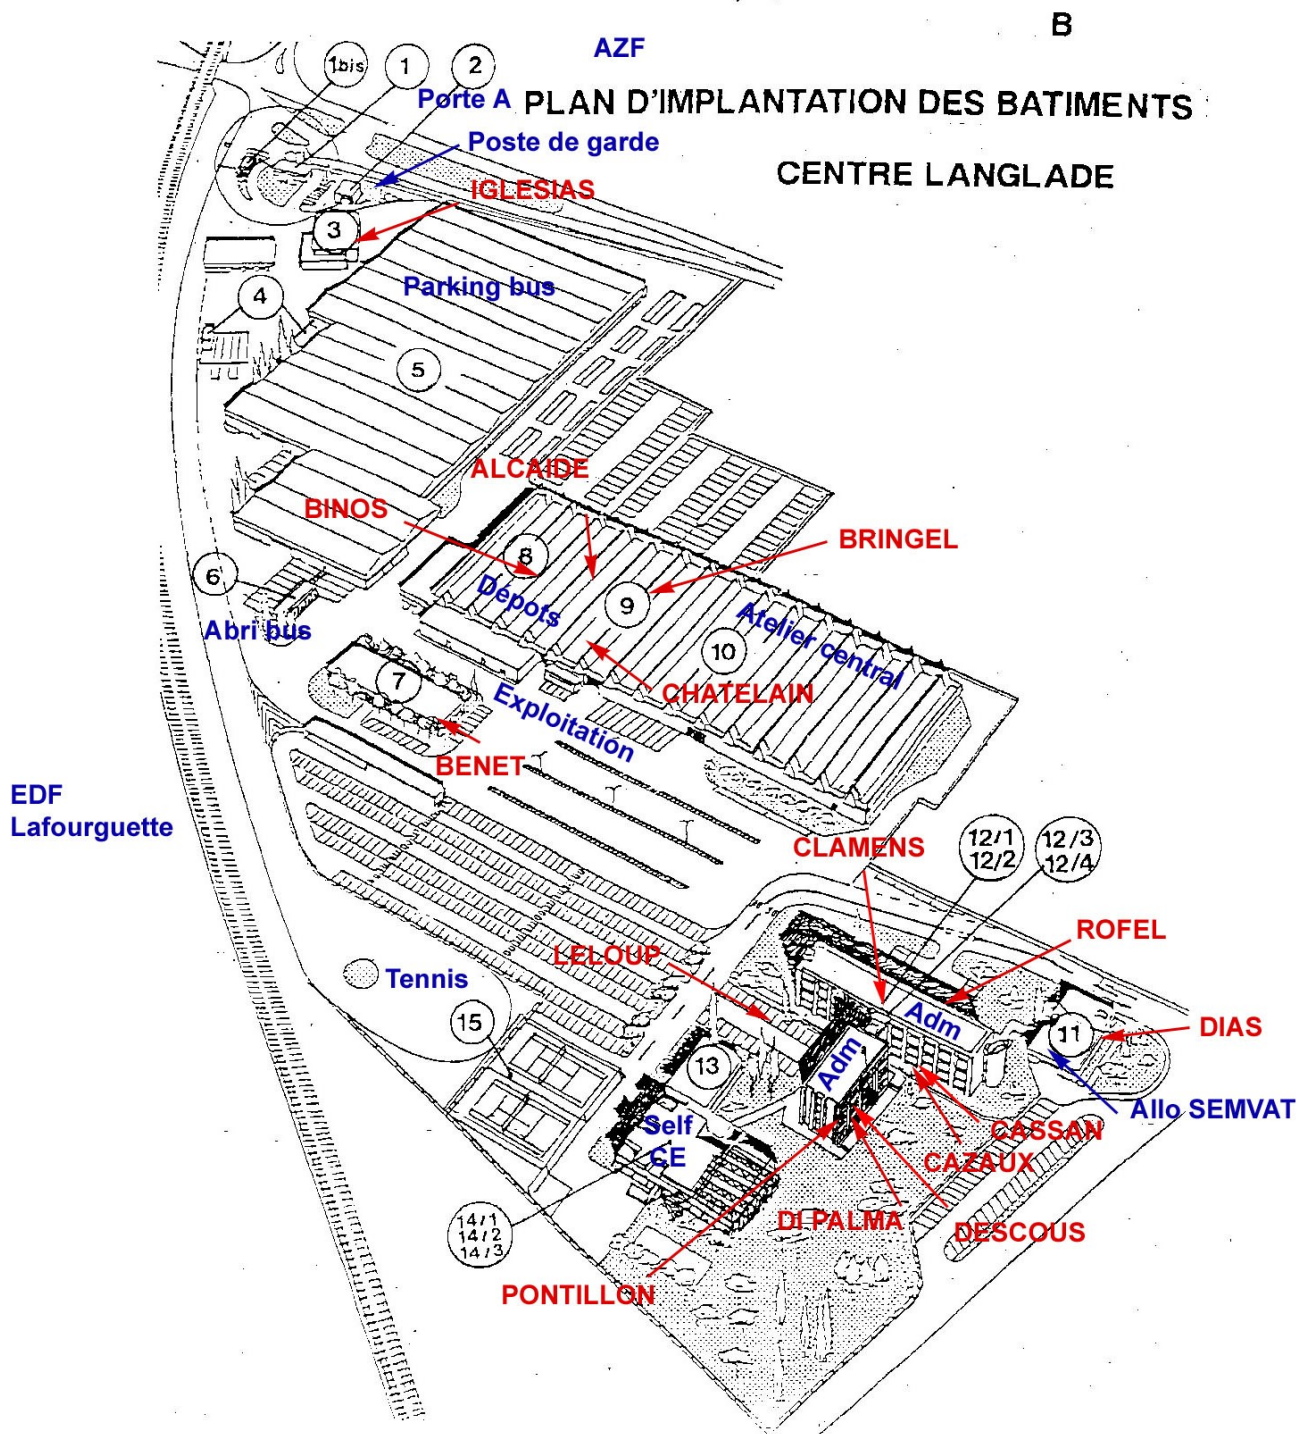 B
AZF
1bis
1
2
Porte A
PLAN D'IMPLANTATION DES BATIMENTS
Poste de garde
CENTRE LANGLADE
IGLESIAS
3
Parking bus
4
5
ALCAIDE
BINOS
BRINGEL
8
6
Dépots
9
Atelier central
Abri bus
10
7
CHATELAIN
Exploitation
BENET
EDF
Lafourguette
CLAMENS
12/1
12/2
12/3
12/4
ROFEL
LELOUP
Tennis
15
Adm
DIAS
11
13
Adm
Allo SEMVAT
Self
CE
CASSAN
CAZAUX
14/1
14/2
14/3
DI PALMA
DESCOUS
PONTILLON